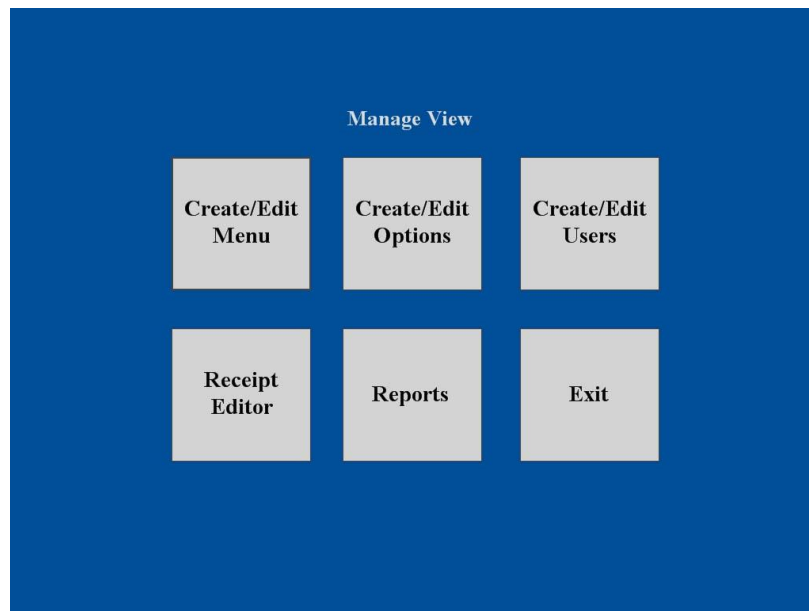 Manage View
Create/Edit
Menu
Create/Edit
Options
Create/Edit
Users
Receipt
Editor
Reports
Exit